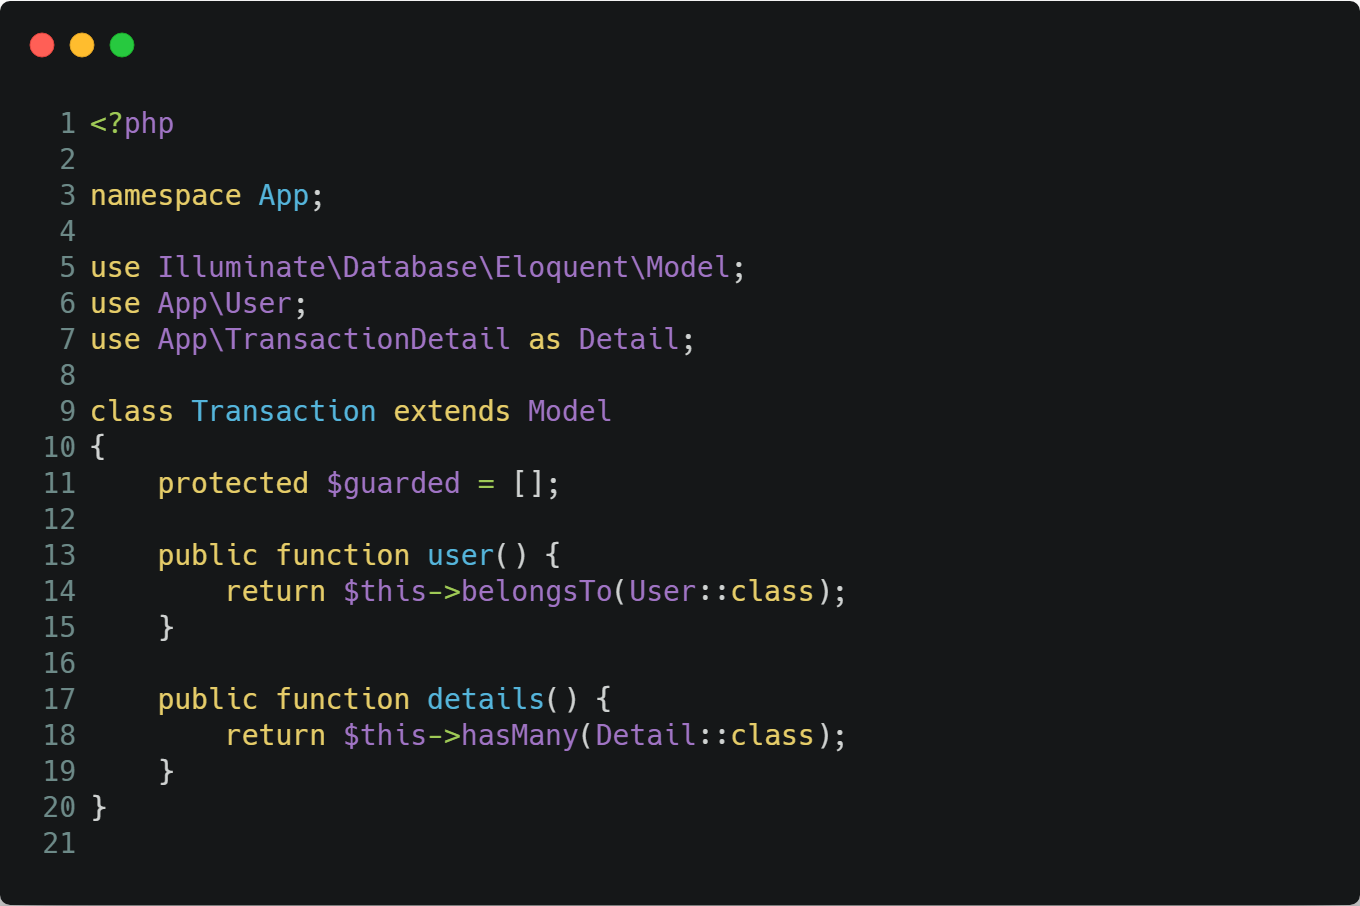 1 <?php
2
3 namespace App;
4
5 use Illuminate\Database\Eloquent\Model;
6 use App\User;
7 use App\TransactionDetail as Detail;
8
9 class Transaction extends Model
10 {
11     protected $guarded = [];
12
13     public function user() {
14         return $this->belongsTo(User::class);
15     }
16
17     public function details() {
18         return $this->hasMany(Detail::class);
19     }
20 }
21